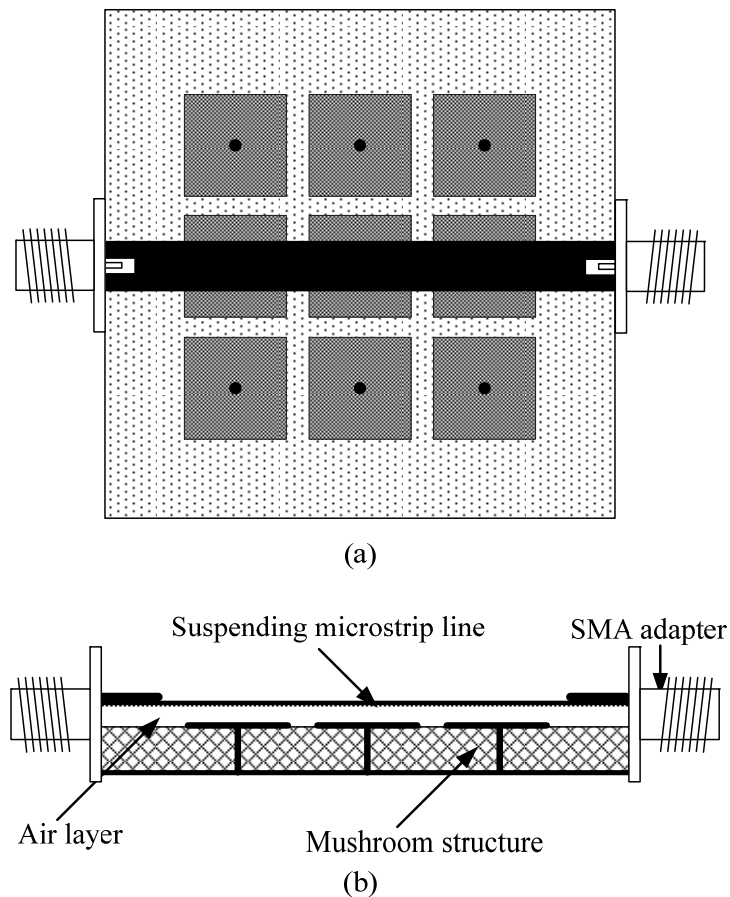 (a)
Suspending microstrip line
SMA adapter
Air layer
Mushroom structure
(b)